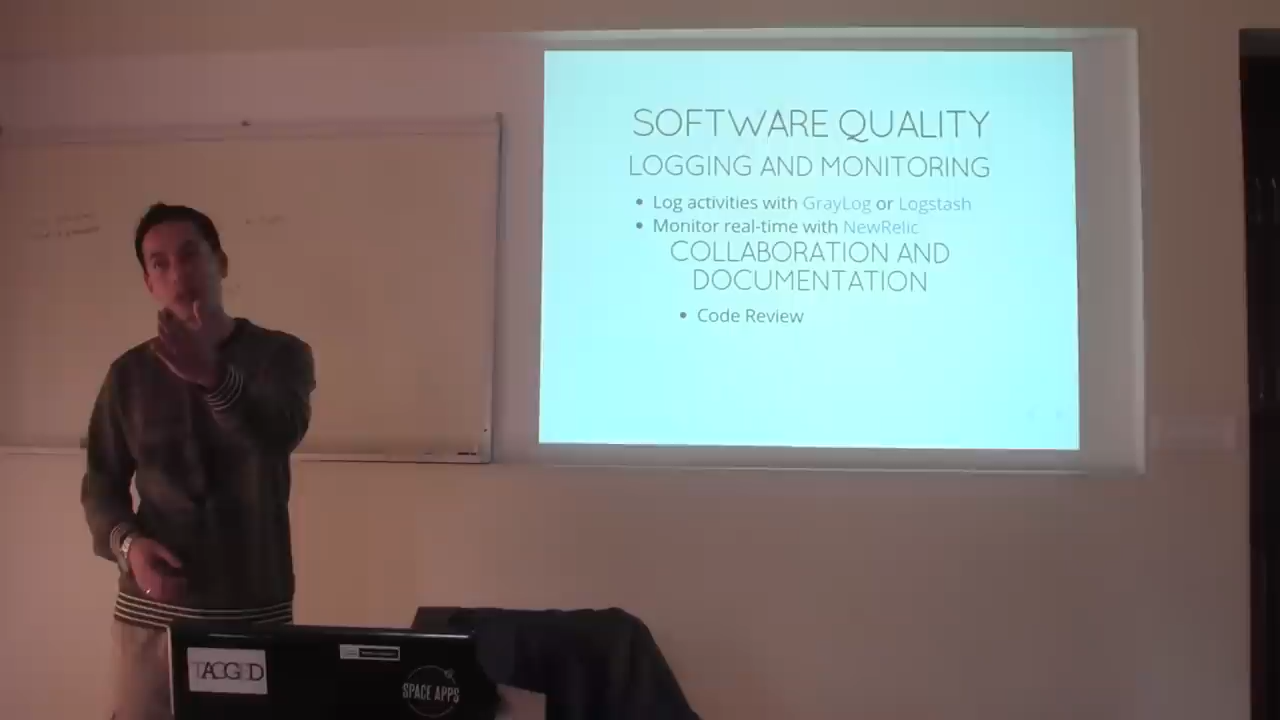 SOFTWARE QUALITY
LOGGING AND MONITORING
• Log activities with GrayLog or Logstash
• Monitor real-time with NewRelic
COLLABORATION AND
DOCUMENTATION
• Code Review
TAGGED
SPACE APPS